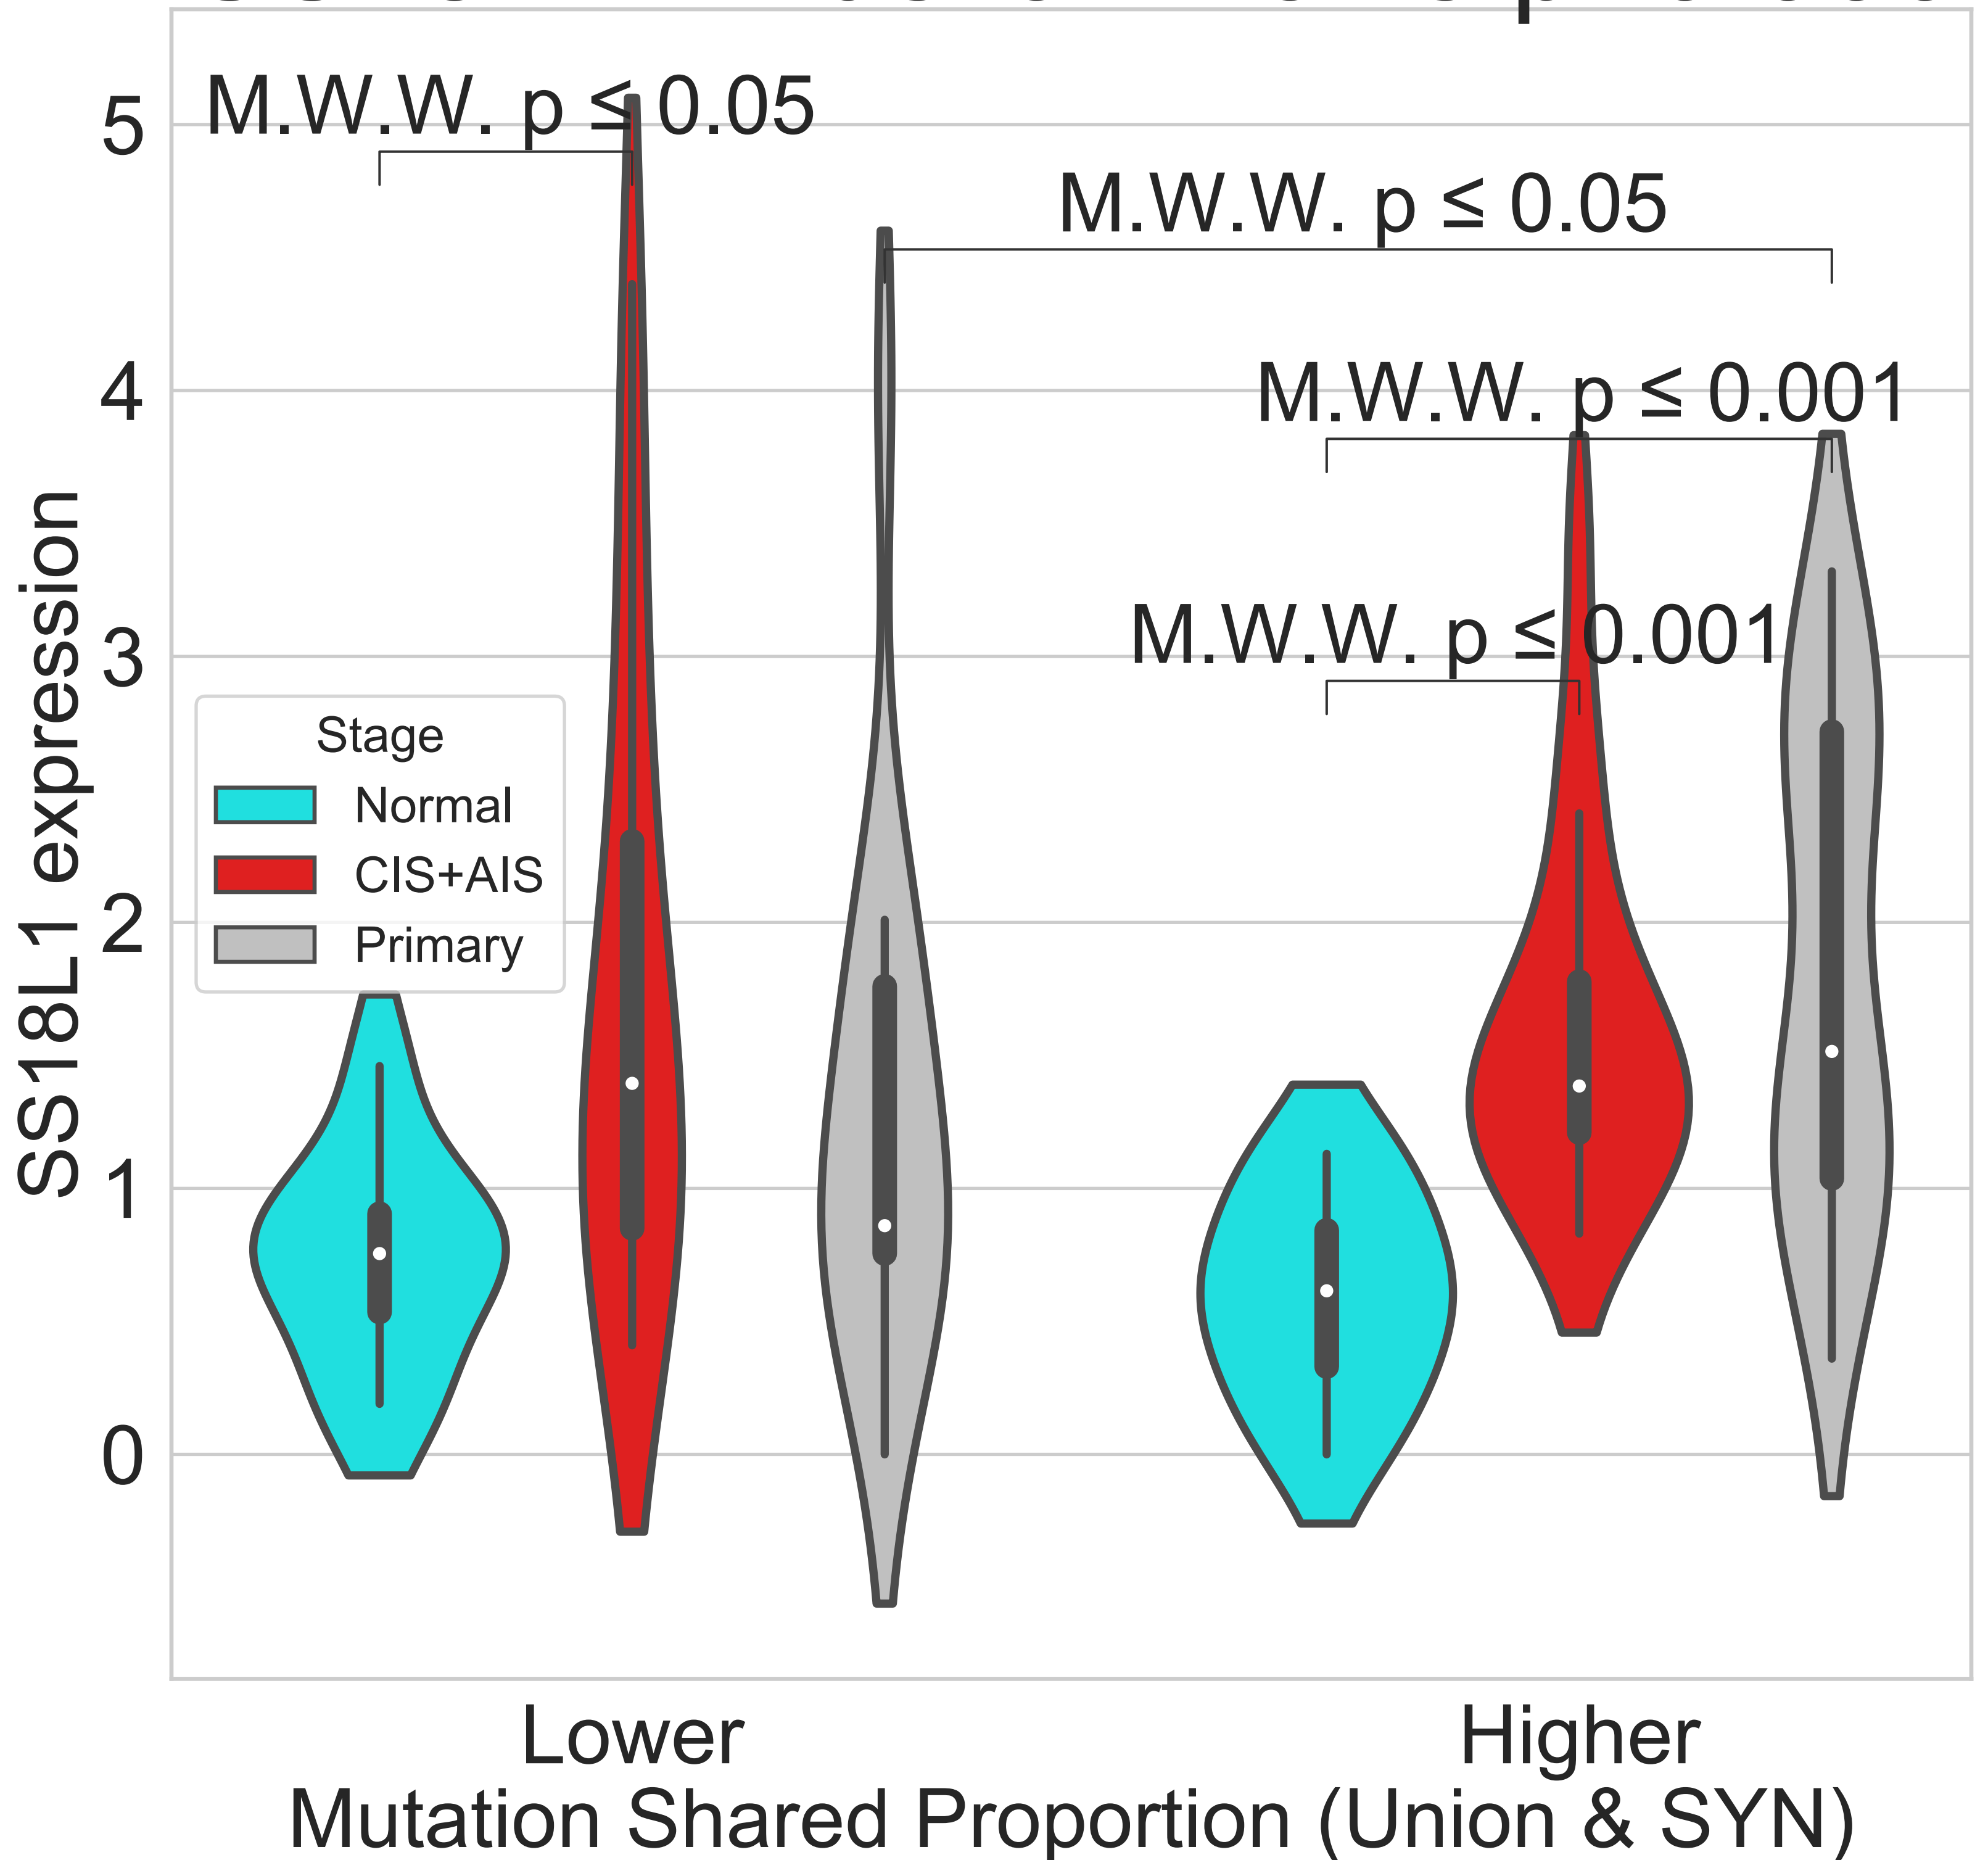 M.W.W. p ≤ 0.05
M.W.W. p ≤ 0.05
M.W.W. p ≤ 0.001
M.W.W. p ≤ 0.001
5
4
3
2
1
0
SS18L1 expression
Stage
Normal
CIS+AIS
Primary
Lower
Higher
Mutation Shared Proportion (Union & SYN)